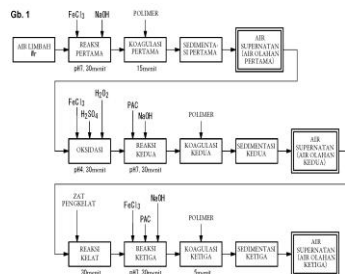 Gb. 1
FeCl3 NaOH
POLIMER
AIR LIMBAH
Wr
REAKSI
PERTAMA
KOAGULASI
PERTAMA
SEDIMENTA-
SI PERTAMA
AIR
SUPERNATAN
(AIR OLAHAN
PERTAMA)
pH7, 30menit
15menit
FeCl3
H2O2
H2SO4
PAC
NaOH
POLIMER
OKSIDASI
REAKSI
KEDUA
KOAGULASI
KEDUA
SEDIMENTASI
KEDUA
AIR
SUPERNATAN
(AIR OLAHAN
KEDUA)
pH4, 30menit
pH7, 30menit
ZAT
PENGKELAT
FeCl3
NaOH
PAC
POLIMER
REAKSI
KELAT
REAKSI
KETIGA
KOAGULASI
KETIGA
SEDIMENTASI
KETIGA
AIR
SUPERNATAN
(AIR OLAHAN
KETIGA)
30menit
pH7, 30menit
5menit